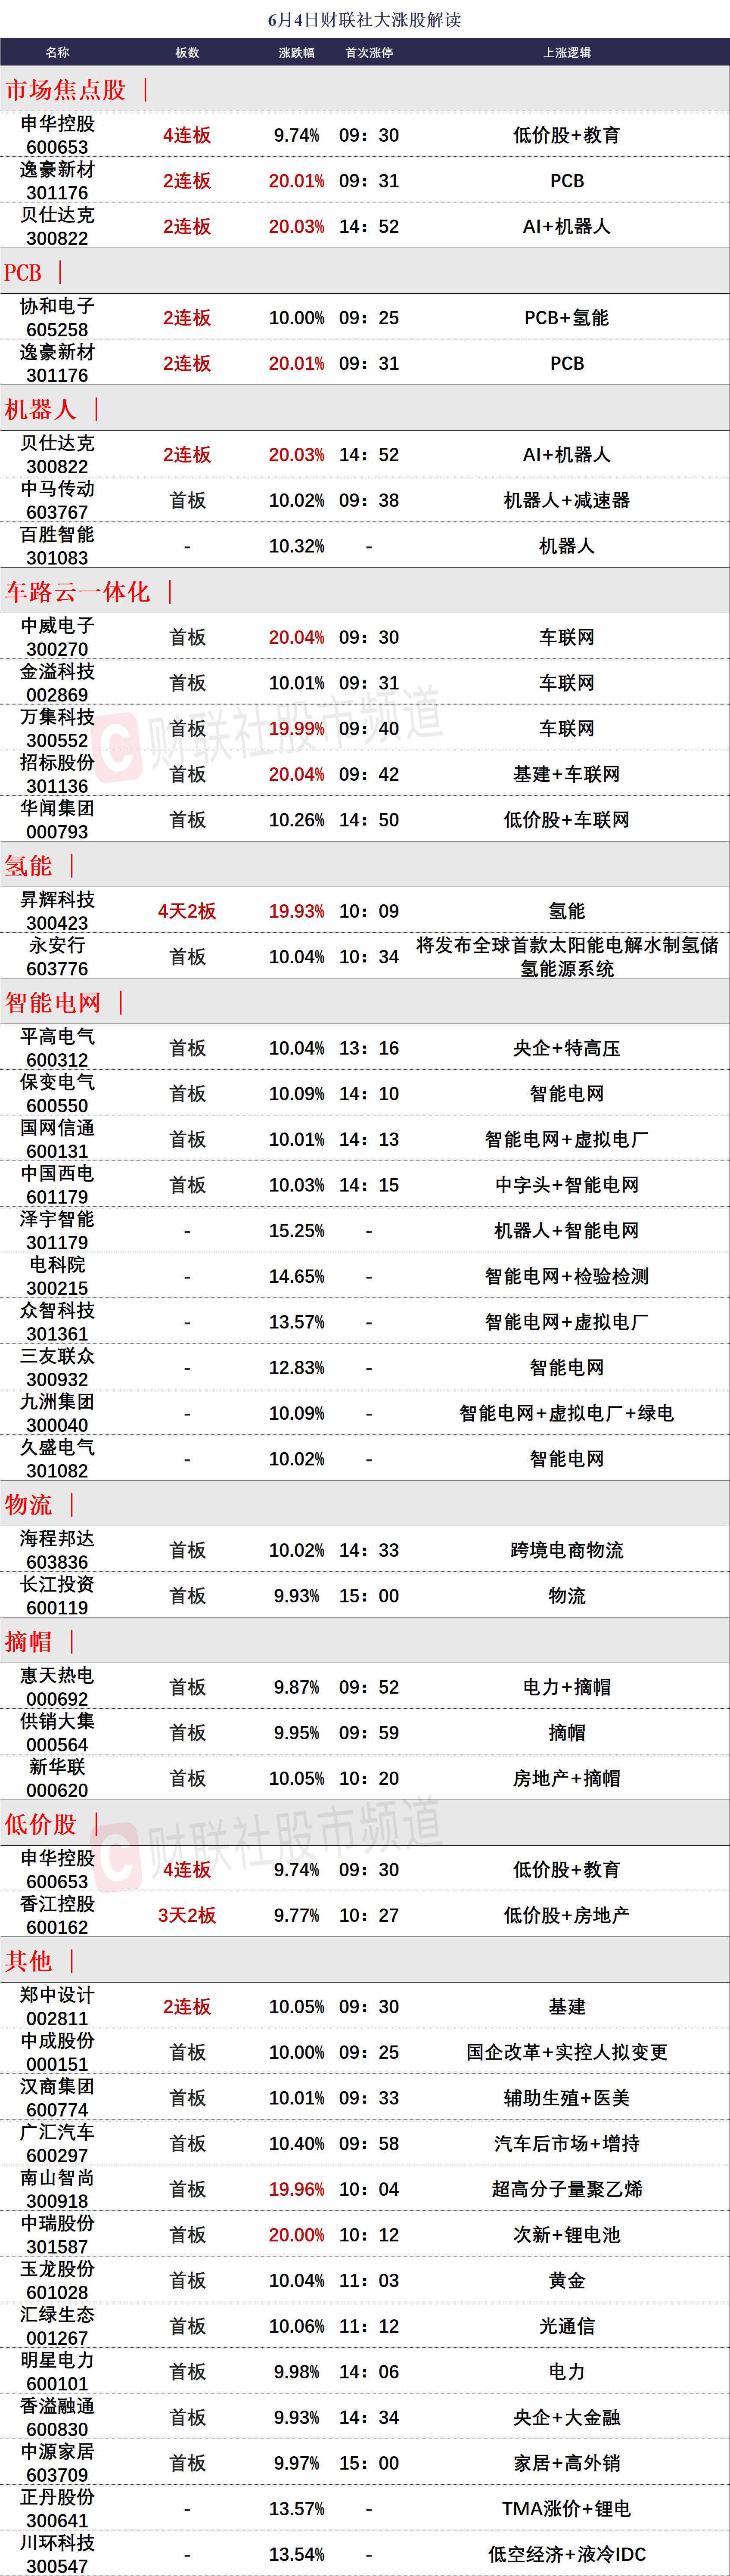 6月4日财联社大涨股解读
名称 板数 涨跌幅 首次涨停 上涨逻辑
市场焦点股 |
申华控股
600653 4连板 9.74% 09：30 低价股+教育
逸豪新材
301176 2连板 20.01% 09：31 PCB
贝仕达克
300822 2连板 20.03% 14：52 AI+机器人
PCB |
协和电子
605258 2连板 10.00% 09：25 PCB+氢能
逸豪新材
301176 2连板 20.01% 09：31 PCB
机器人 |
贝仕达克
300822 2连板 20.03% 14：52 AI+机器人
中马传动
603767 首板 10.02% 09：38 机器人+减速器
百胜智能
301083 - 10.32% - 机器人
车路云一体化 |
中威电子
300270 首板 20.04% 09：30 车联网
金溢科技
002869 首板 10.01% 09：31 车联网
万集科技
300552 首板 19.99% 09：40 车联网
财联社股市频道
招标股份
301136 首板 20.04% 09：42 基建+车联网
华闻集团
000793 首板 10.26% 14：50 低价股+车联网
氢能 |
昇辉科技
300423 4天2板 19.93% 10：09 氢能
永安行
603776 首板 10.04% 10：34 将发布全球首款太阳能电解水制氢储
氢能源系统
智能电网 |
平高电气
600312 首板 10.04% 13：16 央企+特高压
保变电气
600550 首板 10.09% 14：10 智能电网
国网信通
600131 首板 10.01% 14：13 智能电网+虚拟电厂
中国西电
601179 首板 10.03% 14：15 中字头+智能电网
泽宇智能
301179 - 15.25% - 机器人+智能电网
电科院
300215 - 14.65% - 智能电网+检验检测
众智科技
301361 - 13.57% - 智能电网+虚拟电厂
三友联众
300932 - 12.83% - 智能电网
九洲集团
300040 - 10.09% - 智能电网+虚拟电厂+绿电
久盛电气
301082 - 10.02% - 智能电网
物流 |
海程邦达
603836 首板 10.02% 14：33 跨境电商物流
长江投资
600119 首板 9.93% 15：00 物流
摘帽 |
惠天热电
000692 首板 9.87% 09：52 电力+摘帽
供销大集
000564 首板 9.95% 09：59 摘帽
新华联
000620 首板 10.05% 10：20 房地产+摘帽
低价股 |
财联社股市频道
申华控股
600653 4连板 9.74% 09：30 低价股+教育
香江控股
600162 3天2板 9.77% 10：27 低价股+房地产
其他 |
郑中设计
002811 2连板 10.05% 09：30 基建
中成股份
000151 首板 10.00% 09：25 国企改革+实控人拟变更
汉商集团
600774 首板 10.01% 09：33 辅助生殖+医美
广汇汽车
600297 首板 10.40% 09：58 汽车后市场+增持
南山智尚
300918 首板 19.96% 10：04 超高分子量聚乙烯
中瑞股份
301587 首板 20.00% 10：12 次新+锂电池
玉龙股份
601028 首板 10.04% 11：03 黄金
汇绿生态
001267 首板 10.06% 11：12 光通信
明星电力
600101 首板 9.98% 14：06 电力
香溢融通
600830 首板 9.93% 14：34 央企+大金融
中源家居
603709 首板 9.97% 15：00 家居+高外销
正丹股份
300641 - 13.57% - TMA涨价+锂电
川环科技
300547 - 13.54% - 低空经济+液冷IDC